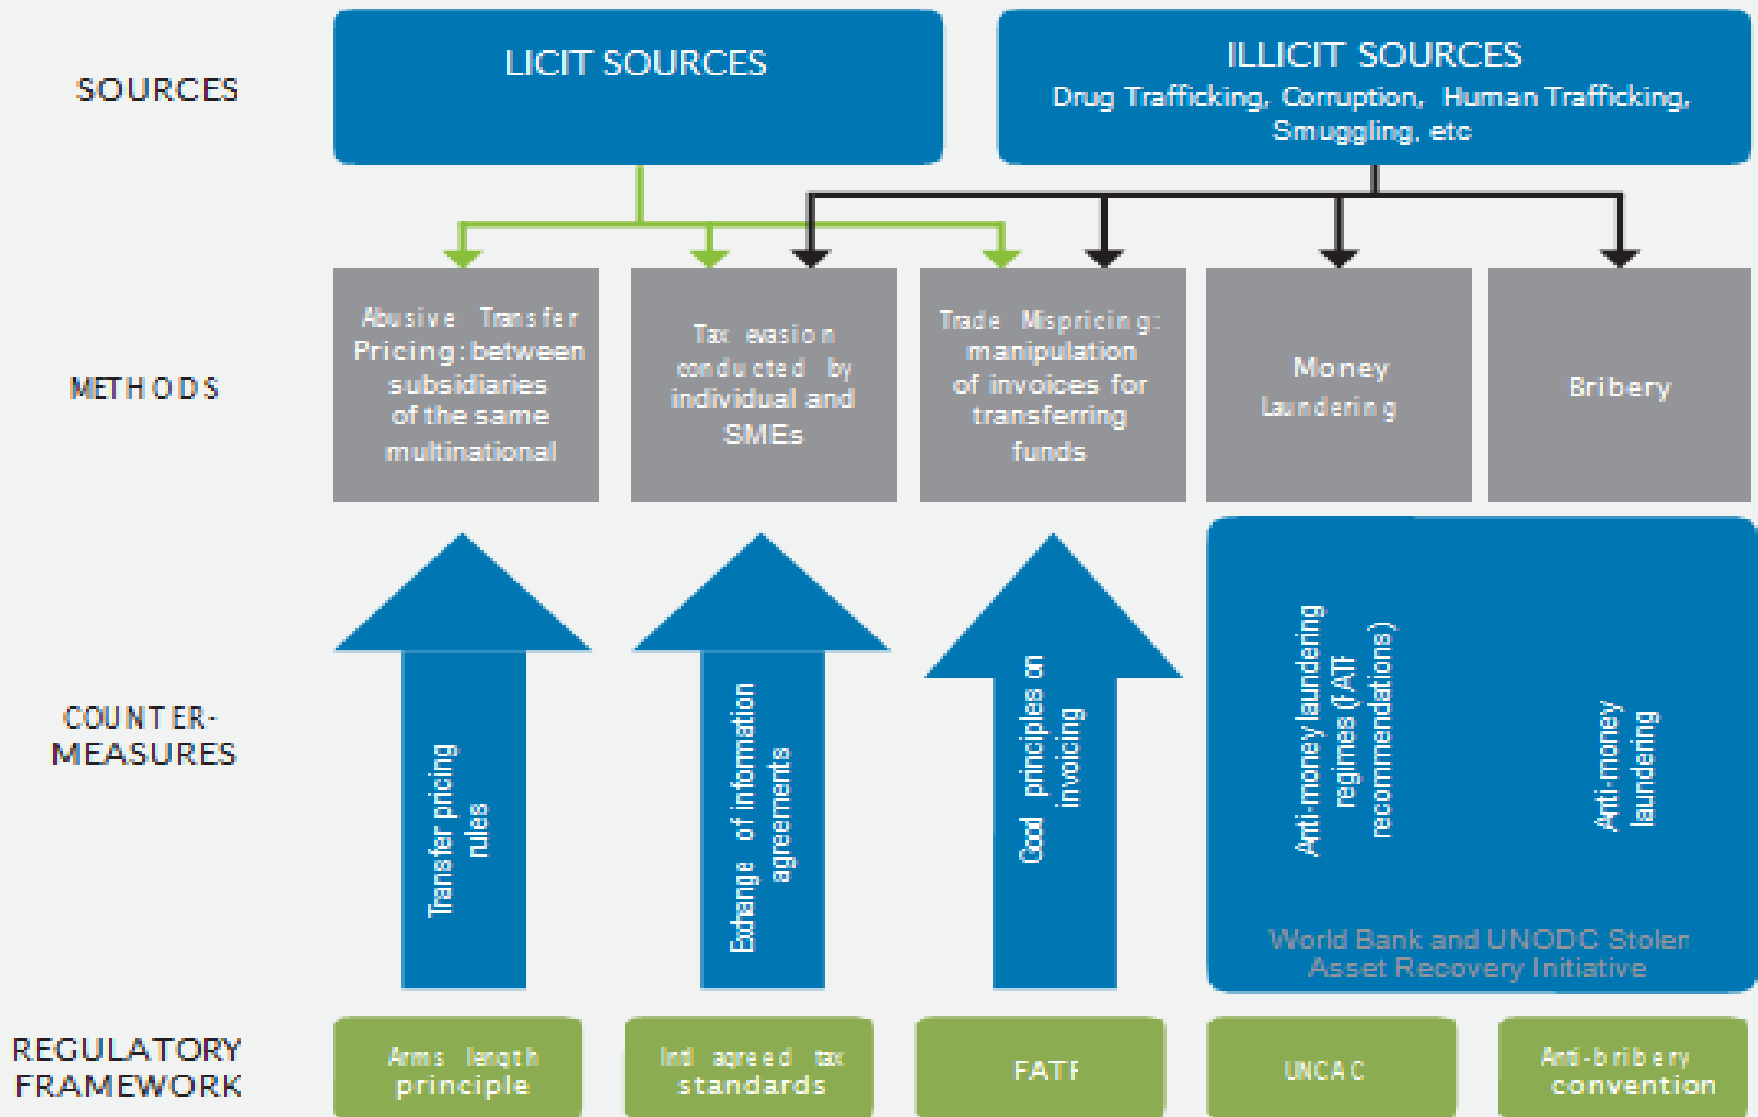 SOURCES
LICIT SOURCES
ILLICIT SOURCES
Drug Trafficking, Corruption, Human Trafficking,
Smuggling, etc
METHODS
Abusive Transfer
Pricing: between
subsidiaries
of the same
multinational
Tax evasion
conducted by
individual and
SMEs
Trade Mispricing:
manipulation
of invoices for
transferring
funds
Money
Laundering
Bribery
COUNTER-
MEASURES
Transfer pricing
rules
Exchange of information
agreements
Good principles on
invoicing
Anti-money laundering
regimes (FATF
recommendations)
Anti-money
laundering
World Bank and UNODC Stolen
Asset Recovery Initiative
REGULATORY
FRAMEWORK
Arms length
principle
Intl agreed tax
standards
FATF
UNCAC
Anti-bribery
convention